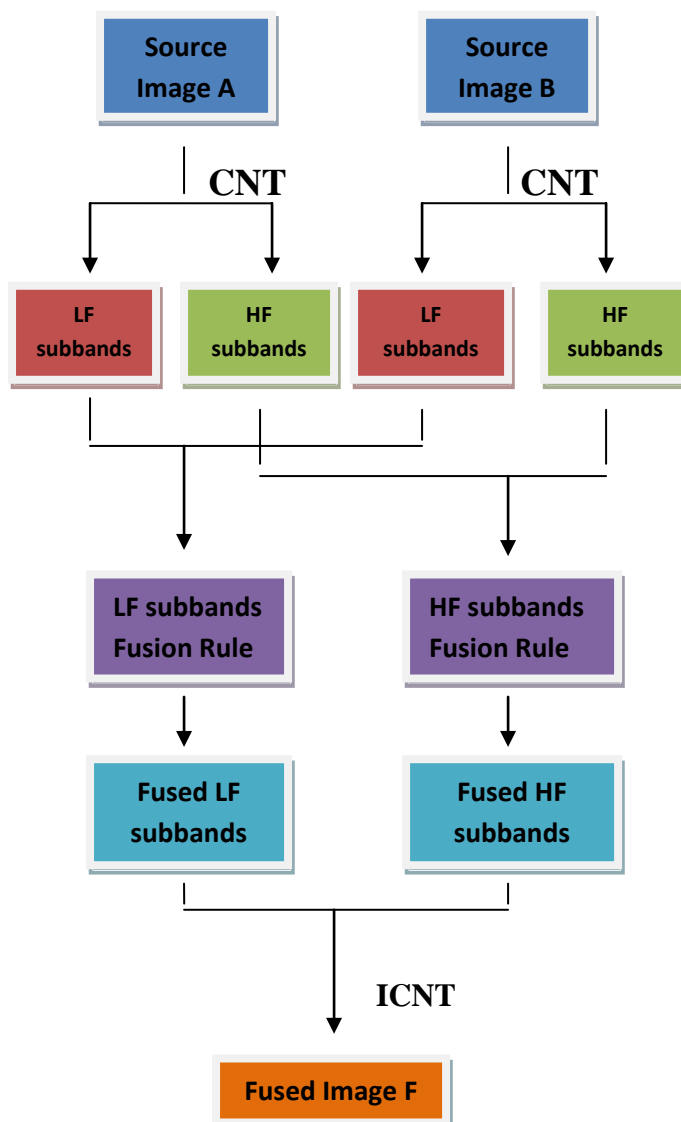 Source
Image A
Source
Image B
CNT
CNT
LF
subbands
HF
subbands
LF
subbands
HF
subbands
LF subbands
Fusion Rule
HF subbands
Fusion Rule
Fused LF
subbands
Fused HF
subbands
ICNT
Fused Image F